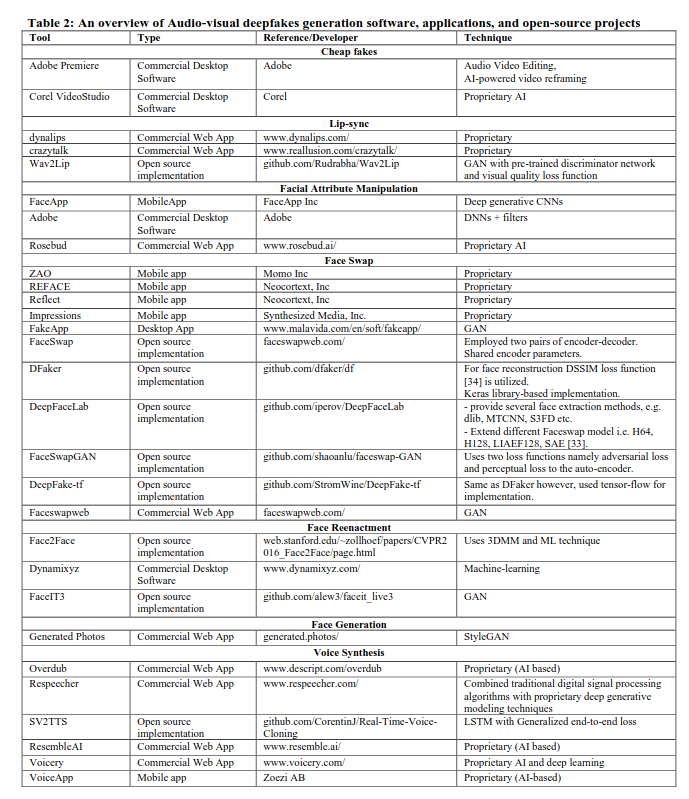 Table 2: An overview of Audio-visual deepfakes generation software, applications, and open-source projects
Tool Type Reference/Developer Technique
Cheap fakes
Adobe Premiere Commercial Desktop Adobe Audio Video Editing,
Software AI-powered video reframing
Corel VideoStudio Commercial Desktop Corel Proprietary AI
Software
Lip-sync
dynalips Commercial Web App www.dynalips.com/ Proprietary
crazytalk Commercial Web App www.reallusion.com/crazytalk/ Proprietary
Wav2Lip Open source github.com/Rudrabha/Wav2Lip GAN with pre-trained discriminator network
implementation and visual quality loss function
Facial Attribute Manipulation
FaceApp MobileApp FaceApp Inc Deep generative CNNs
Adobe Commercial Desktop Adobe DNNs + filters
Software
Rosebud Commercial Web App www.rosebud.ai/ Proprietary AI
Face Swap
ZAO Mobile app Momo Inc Proprietary
REFACE Mobile app Neocortext, Inc Proprietary
Reflect Mobile app Neocortext, Inc Proprietary
Impressions Mobile app Synthesized Media, Inc. Proprietary
FakeApp Desktop App www.malavida.com/en/soft/fakeapp/ GAN
FaceSwap Open source faceswapweb.com/ Employed two pairs of encoder-decoder.
implementation Shared encoder parameters.
DFaker Open source github.com/dfaker/df For face reconstruction DSSIM loss function
implementation [34] is utilized.
Keras library-based implementation.
DeepFaceLab Open source github.com/iperov/DeepFaceLab - provide several face extraction methods, e.g.
implementation dlib, MTCNN, S3FD etc.
- Extend different Faceswap model i.e. H64,
H128, LIAEF128, SAE [33].
FaceSwapGAN Open source github.com/shaoanlu/faceswap-GAN Uses two loss functions namely adversarial loss
implementation and perceptual loss to the auto-encoder.
DeepFake-tf Open source github.com/StromWine/DeepFake-tf Same as DFaker however, used tensor-flow for
implementation implementation.
Faceswapweb Commercial Web App faceswapweb.com/ GAN
Face Reenactment
Face2Face Open source web.stanford.edu/~zollhoef/papers/CVPR2 Uses 3DMM and ML technique
implementation 016_Face2Face/page.html
Dynamixyz Commercial Desktop www.dynamixyz.com/ Machine-learning
Software
FaceIT3 Open source github.com/alew3/faceit_live3 GAN
implementation
Face Generation
Generated Photos Commercial Web App generated.photos/ StyleGAN
Voice Synthesis
Overdub Commercial Web App www.descript.com/overdub Proprietary (AI based)
Respeecher Commercial Web App www.respeecher.com/ Combined traditional digital signal processing
algorithms with proprietary deep generative
modeling techniques
SV2TTS Open source github.com/CorentinJ/Real-Time-Voice- LSTM with Generalized end-to-end loss
implementation Cloning
ResembleAI Commercial Web App www.resemble.ai/ Proprietary (AI based)
Voicery Commercial Web App www.voicery.com/ Proprietary AI and deep learning
VoiceApp Mobile app Zoezi AB Proprietary (AI-based)